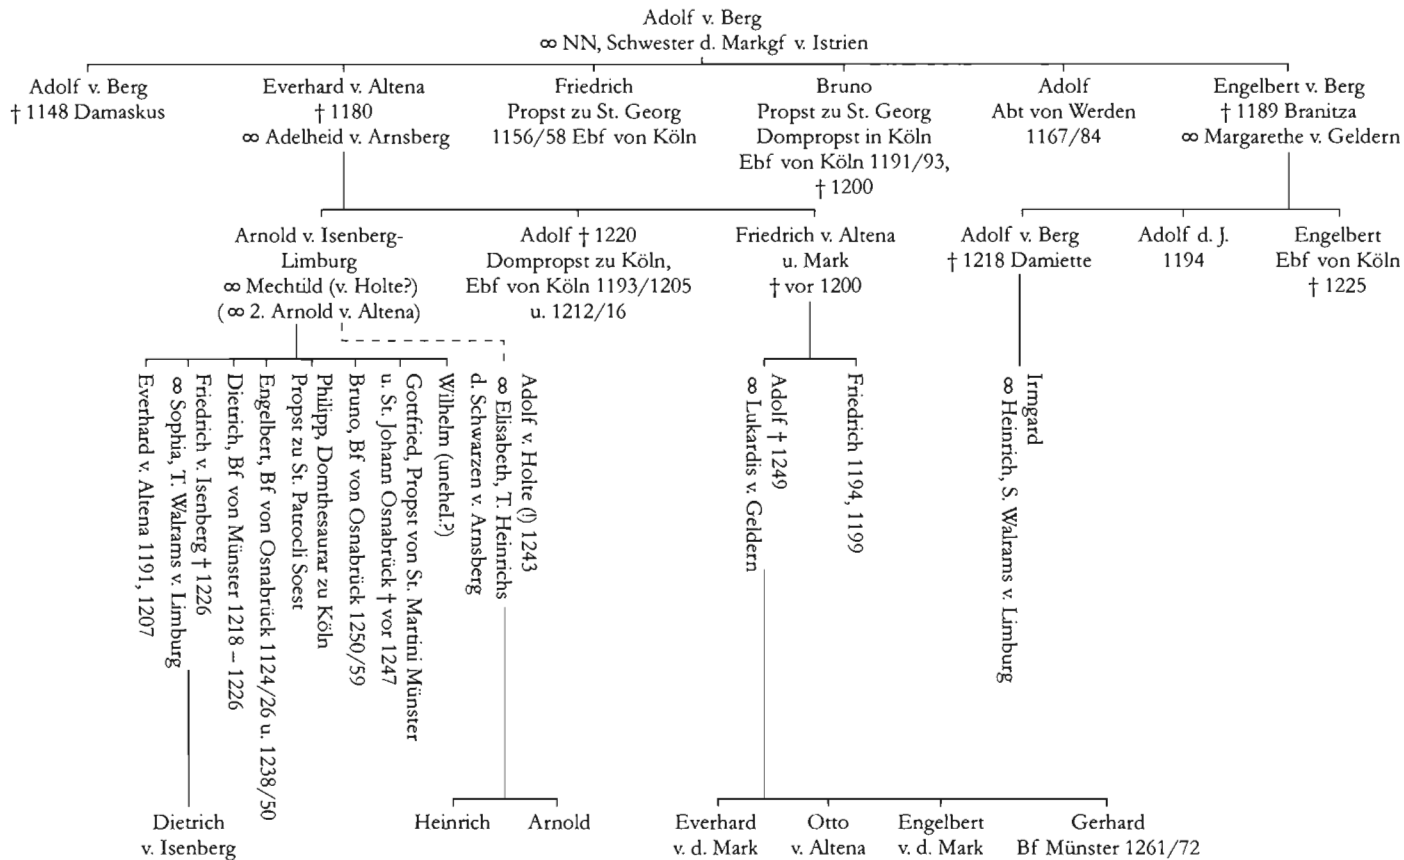 Adolf v. Berg
∞ NN, Schwester d. Markgf v. Istrien
Adolf v. Berg
† 1148 Damaskus
Everhard v. Altena
† 1180
∞ Adelheid v. Arnsberg
Friedrich
Propst zu St. Georg
1156/58 Ebf von Köln
Bruno
Propst zu St. Georg
Dompropst in Köln
Ebf von Köln 1191/93,
† 1200
Adolf
Abt von Werden
1167/84
Engelbert v. Berg
† 1189 Branitza
∞ Margarethe v. Geldern
Arnold v. Isenberg-
Limburg
∞ Mechtild (v. Holte?)
(∞ 2. Arnold v. Altena)
Adolf † 1220
Dompropst zu Köln,
Ebf von Köln 1193/1205
u. 1212/16
Friedrich v. Altena
u. Mark
† vor 1200
Adolf v. Berg
† 1218 Damiette
Adolf d. J.
1194
Engelbert
Ebf von Köln
† 1225
Everhard v. Altena 1191, 1207
Friedrich v. Isenberg † 1226
∞ Sophia, T. Walrams v. Limburg
Dietrich, Bf von Münster 1218 – 1226
Engelbert, Bf von Osnabrück 1124/26 u. 1238/50
Philipp, Domthesaurar zu Köln
Propst zu St. Patrocli Soest
Bruno, Bf von Osnabrück 1250/59
Gottfried, Propst von St. Martini Münster
u. St. Johann Osnabrück † vor 1247
Wilhelm (unehel.?)
Adolf v. Holte (!) 1243
∞ Elisabeth, T. Heinrichs
d. Schwarzen v. Arnsberg
Adolf † 1249
∞ Lukardis v. Geldern
Friedrich 1194, 1199
Irmgard
∞ Heinrich, S. Walrams v. Limburg
Dietrich
v. Isenberg
Heinrich
Arnold
Everhard
v. d. Mark
Otto
v. Altena
Engelbert
v. d. Mark
Gerhard
Bf Münster 1261/72